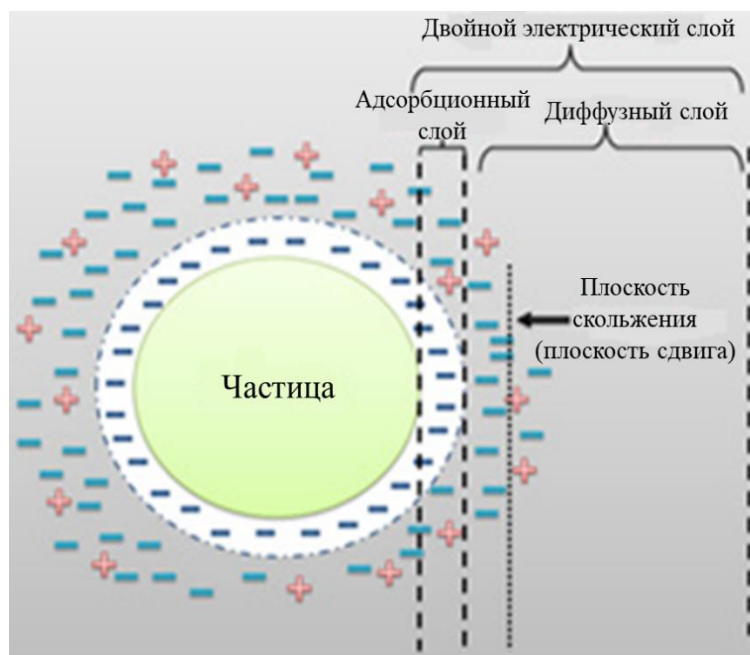 Двойной электрический слой
Адсорбционный
слой
Диффузный слой
Плоскость
скольжения
(плоскость сдвига)
Частица